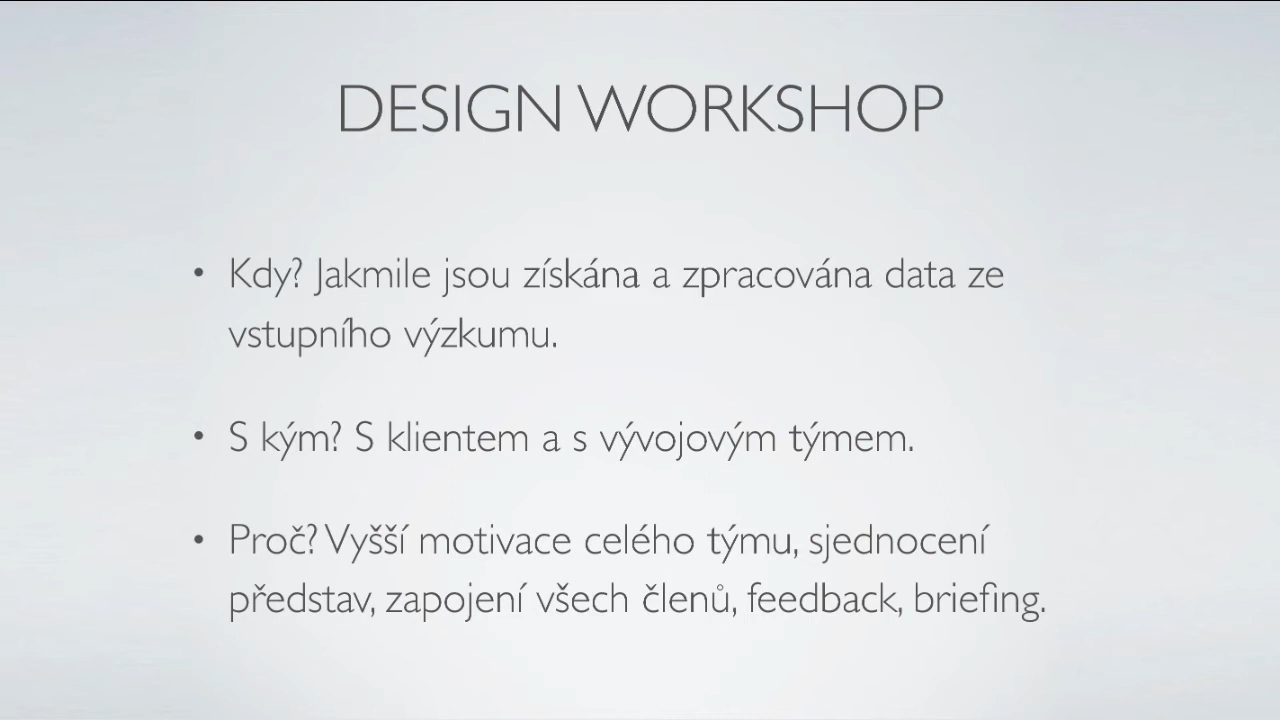 DESIGN WORKSHOP
• Kdy? Jakmile jsou získána a zpracována data ze
vstupního výzkumu.
• S kým? S klientem a s vývojovým týmem.
• Proč? Vyšší motivace celého týmu, sjednocení
představ, zapojení všech členů, feedback, briefing.